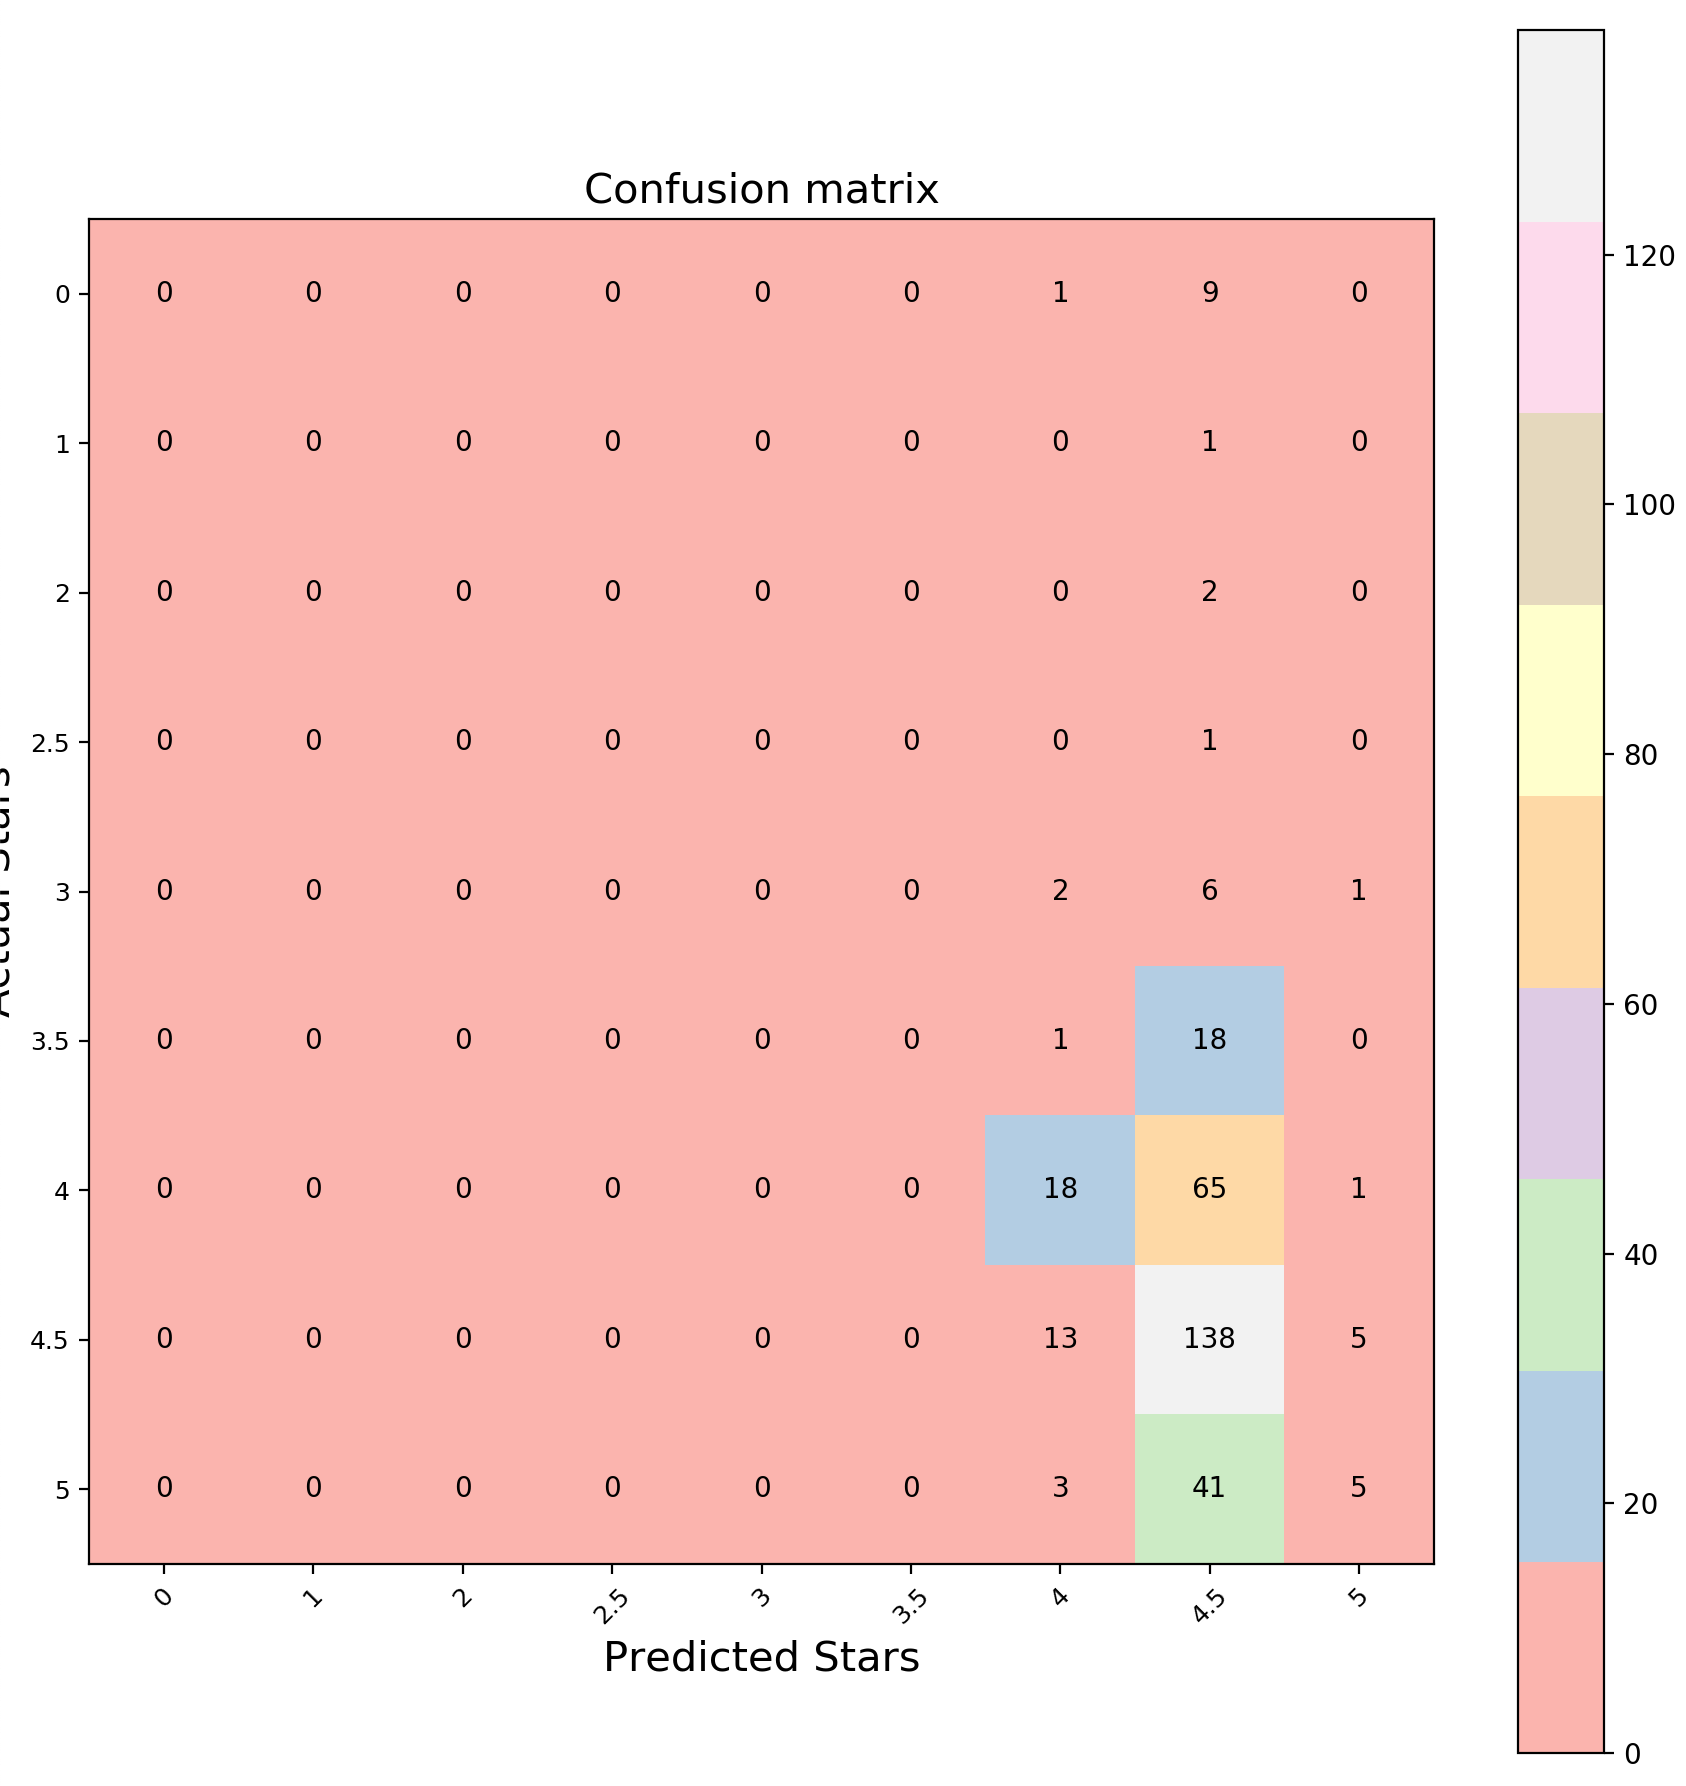 Confusion matrix
0 0 0 0 0 0 0 1 9 0
1 0 0 0 0 0 0 0 1 0
2 0 0 0 0 0 0 0 2 0
2.5 0 0 0 0 0 0 0 1 0
3 0 0 0 0 0 0 2 6 1
3.5 0 0 0 0 0 0 1 18 0
4 0 0 0 0 0 0 18 65 1
4.5 0 0 0 0 0 0 13 138 5
5 0 0 0 0 0 0 3 41 5
0 1 2 2.5 3 3.5 4 4.5 5
Predicted Stars
Actual Stars
120
100
80
60
40
20
0